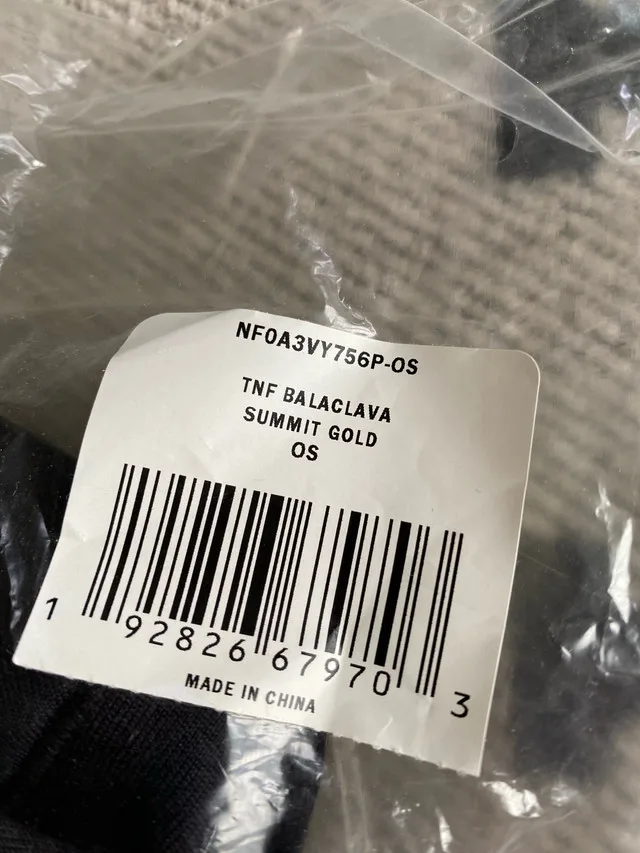 NF0A3VY756P-OS
TNF BALACLAVA
SUMMIT GOLD
OS
1 92826 67970 3
MADE IN CHINA